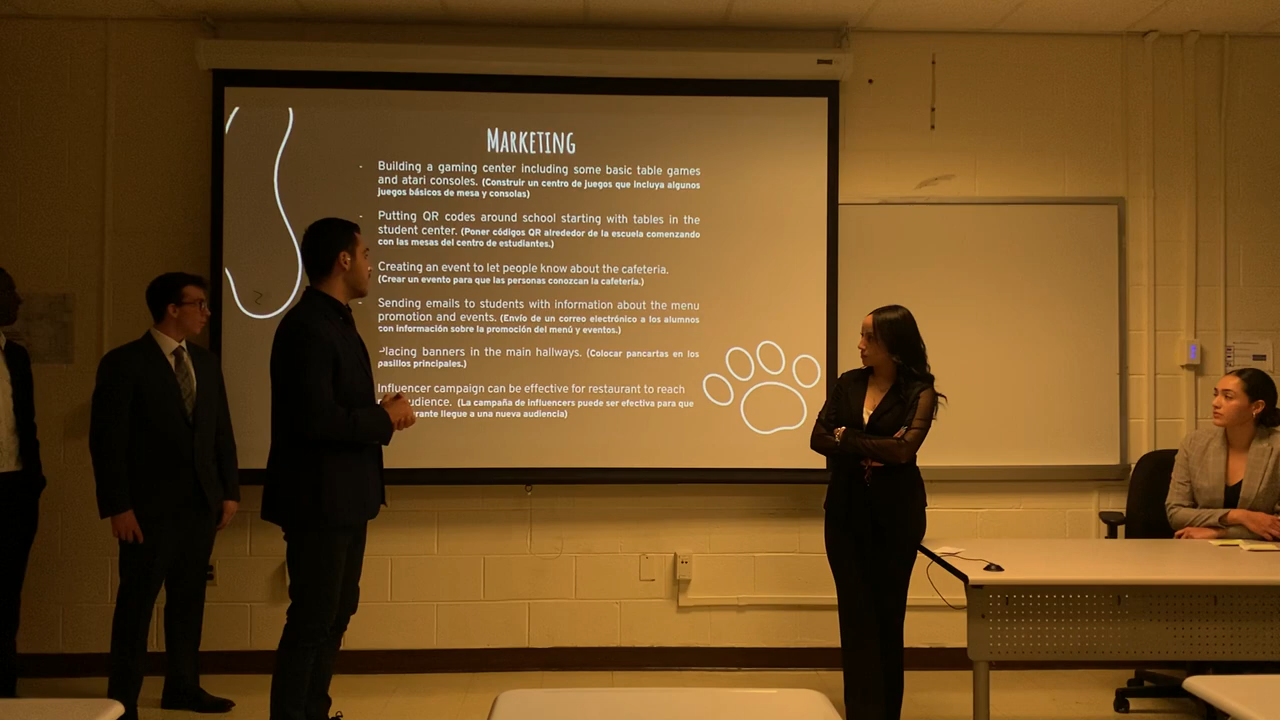 Marketing
- Building a gaming center including some basic table games
and atari consoles. (Construir un centro de juegos que incluya algunos
juegos básicos de mesa y consolas)
- Putting QR codes around school starting with tables in the
student center. (Poner códigos QR alrededor de la escuela comenzando
con las mesas del centro de estudiantes.)
Creating an event to let people know about the cafeteria.
(Crear un evento para que las personas conozcan la cafetería.)
- Sending emails to students with information about the menu
promotion and events. (Envío de un correo electrónico a los alumnos
con información sobre la promoción del menú y eventos.)
Placing banners in the main hallways. (Colocar pancartas en los
pasillos principales.)
Influencer campaign can be effective for restaurant to reach
audience. (La campaña de influencers puede ser efectiva para que
llegue a una nueva audiencia)